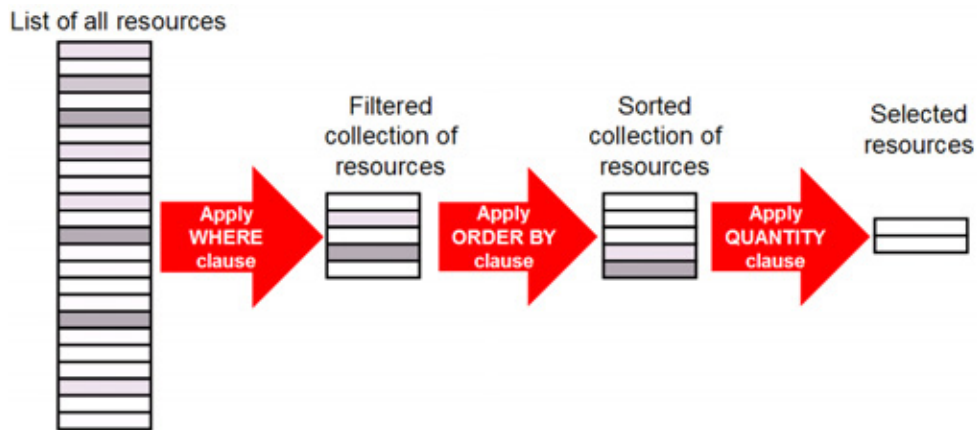 List of all resources
Filtered
collection of
resources
Sorted
collection of
resources
Selected
resources
Apply
WHERE
clause
Apply
ORDER BY
clause
Apply
QUANTITY
clause